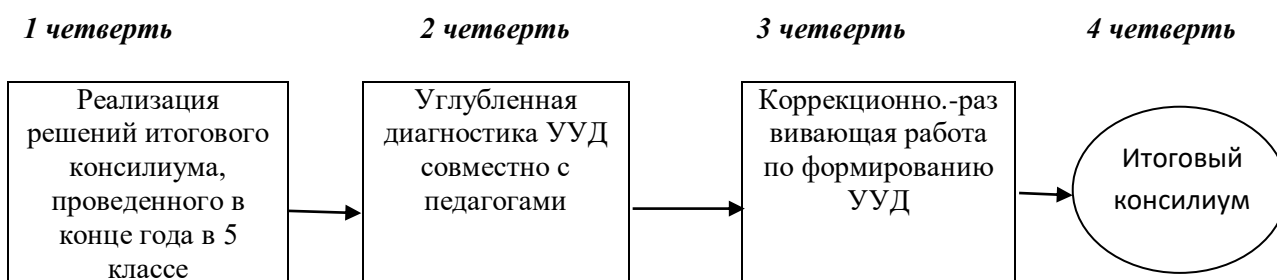 1 четверть
2 четверть
3 четверть
4 четверть
Реализация
решений итогового
консилиума,
проведенного в
конце года в 5
классе
Углубленная
диагностика УУД
совместно с
педагогами
Коррекционно.-раз
вивающая работа
по формированию
УУД
Итоговый
консилиум